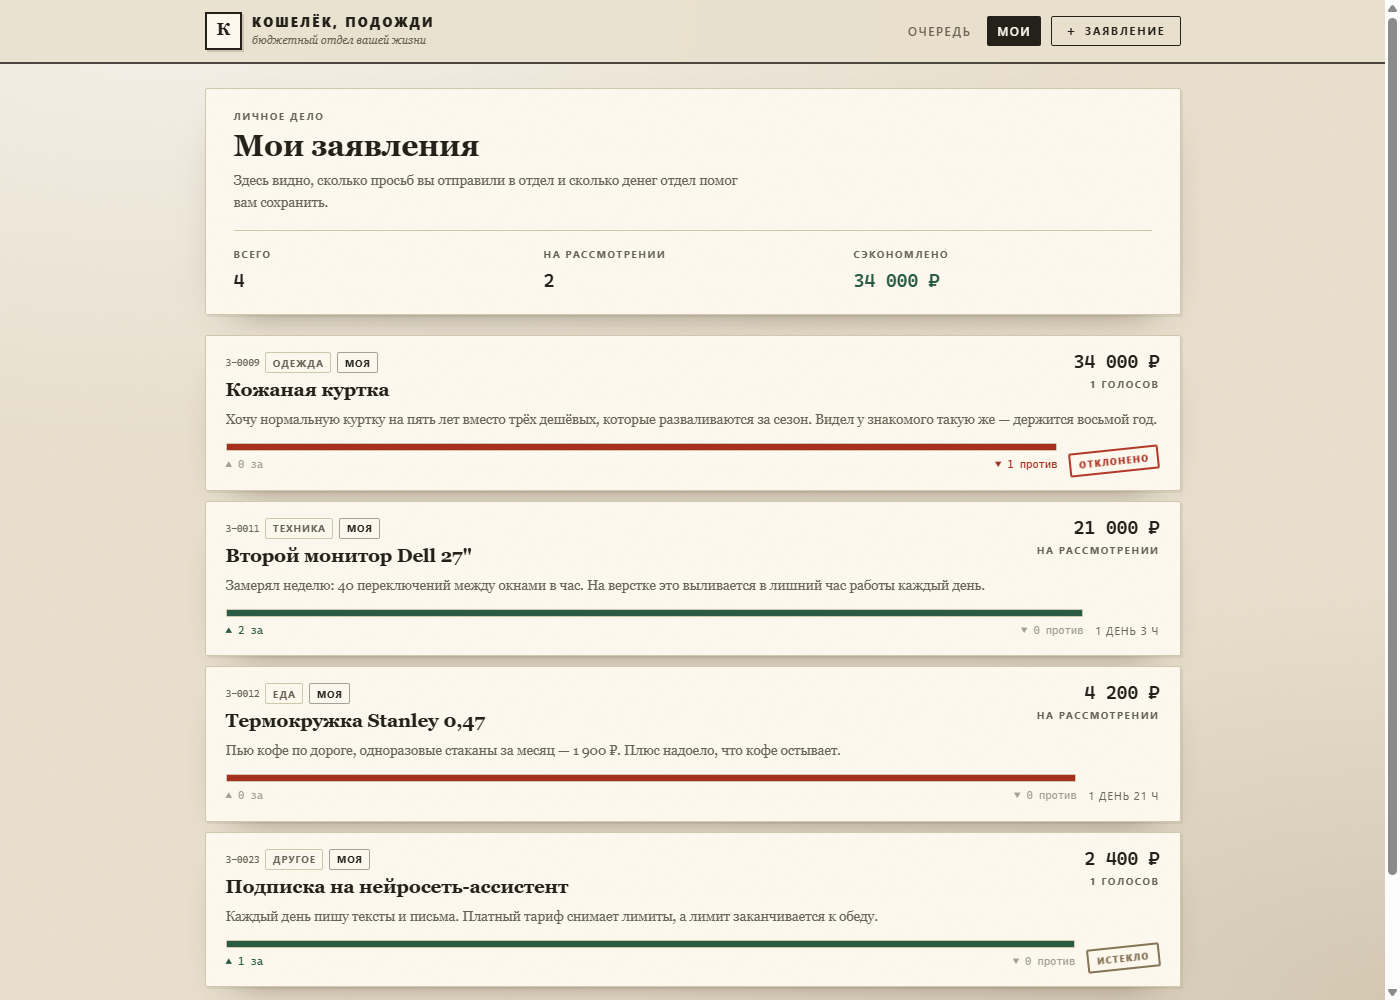 К
КОШЕЛЁК, ПОДОЖДИ
бюджетный отдел вашей жизни
ОЧЕРЕДЬ
МОИ
+ ЗАЯВЛЕНИЕ
ЛИЧНОЕ ДЕЛО
Мои заявления
Здесь видно, сколько просьб вы отправили в отдел и сколько денег отдел помог
вам сохранить.
ВСЕГО
4
НА РАССМОТРЕНИИ
2
СЭКОНОМЛЕНО
34 000 ₽
З-0009 ОДЕЖДА МОЯ
34 000 ₽
1 ГОЛОСОВ
Кожаная куртка
Хочу нормальную куртку на пять лет вместо трёх дешёвых, которые разваливаются за сезон. Видел у знакомого такую же — держится восьмой год.
▲ 0 за
▼ 1 против
ОТКЛОНЕНО
З-0011 ТЕХНИКА МОЯ
21 000 ₽
НА РАССМОТРЕНИИ
Второй монитор Dell 27"
Замерял неделю: 40 переключений между окнами в час. На верстке это выливается в лишний час работы каждый день.
▲ 2 за
▼ 0 против
1 ДЕНЬ 3 Ч
З-0012 ЕДА МОЯ
4 200 ₽
НА РАССМОТРЕНИИ
Термокружка Stanley 0,47
Пью кофе по дороге, одноразовые стаканы за месяц — 1 900 ₽. Плюс надоело, что кофе остывает.
▲ 0 за
▼ 0 против
1 ДЕНЬ 21 Ч
З-0023 ДРУГОЕ МОЯ
2 400 ₽
1 ГОЛОСОВ
Подписка на нейросеть-ассистент
Каждый день пишу тексты и письма. Платный тариф снимает лимиты, а лимит заканчивается к обеду.
▲ 1 за
▼ 0 против
ИСТЕКЛО